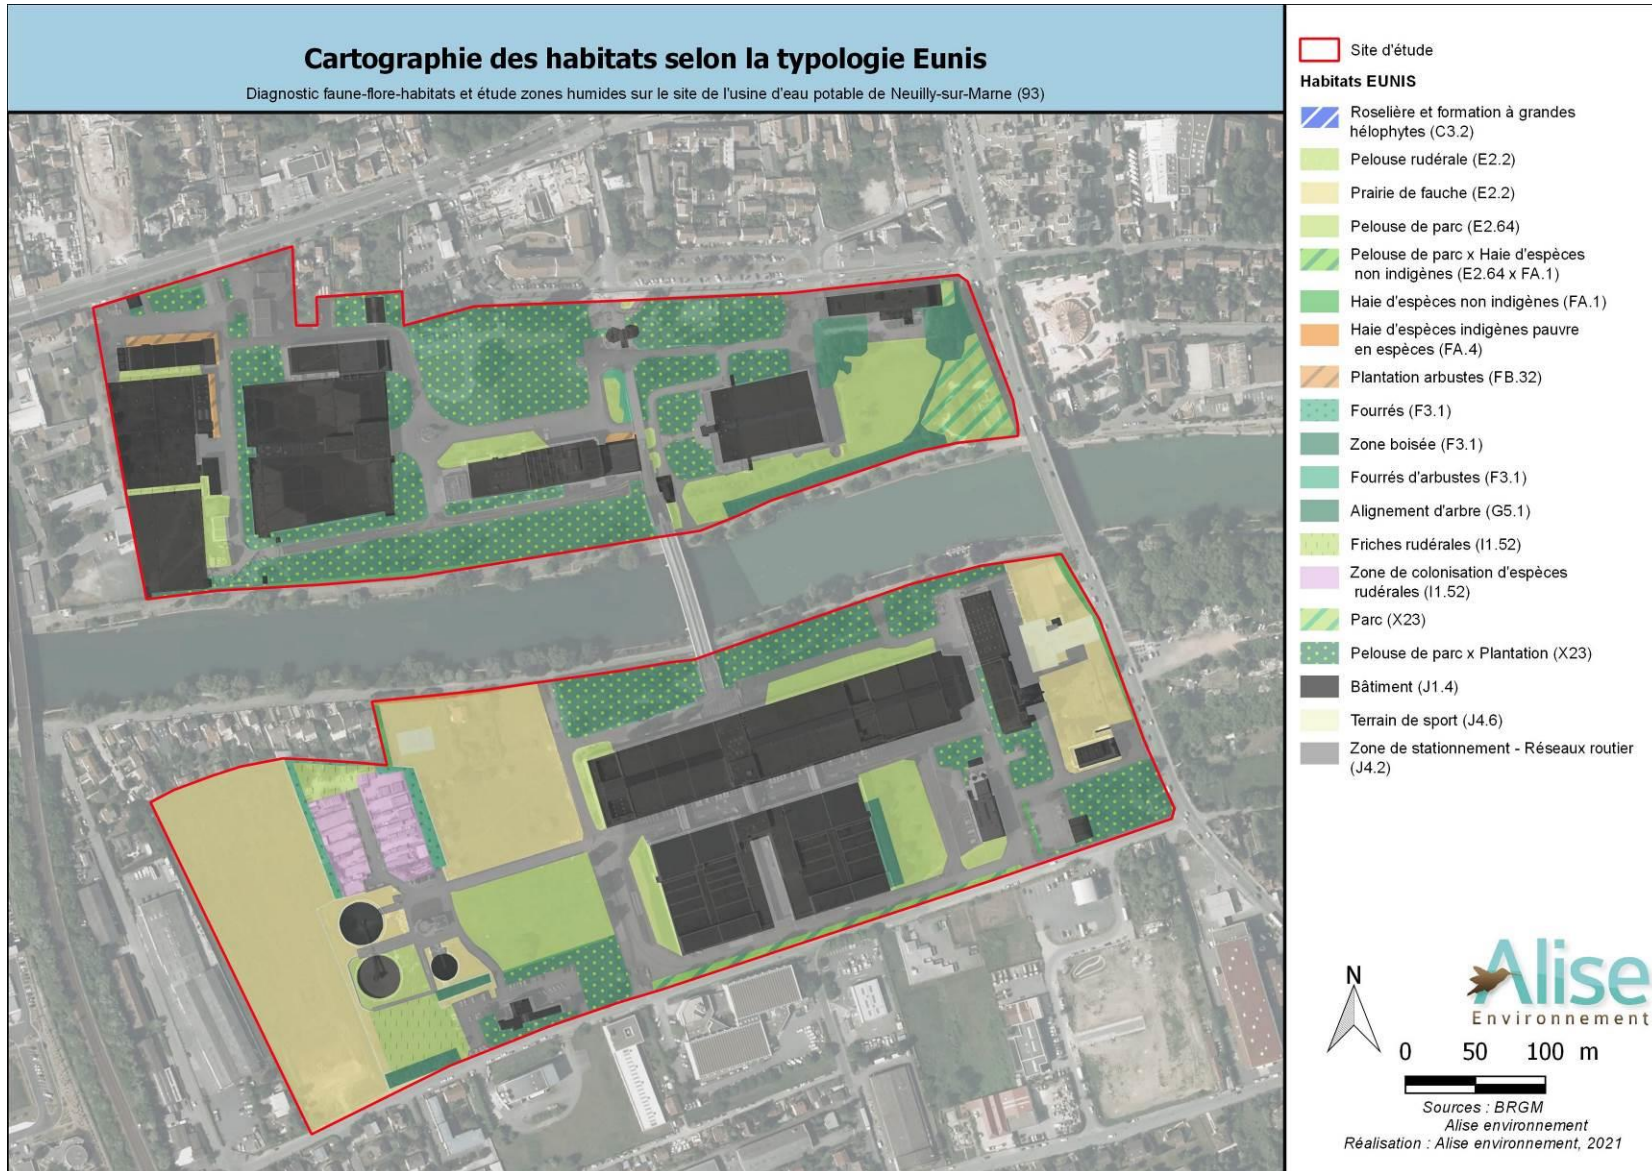 Cartographie des habitats selon la typologie Eunis
Diagnostic faune-flore-habitats et étude zones humides sur le site de l'usine d'eau potable de Neuilly-sur-Marne (93)
Site d'étude
Habitats EUNIS
Roselière et formation à grandes
hélophytes (C3.2)
Pelouse rudérale (E2.2)
Prairie de fauche (E2.2)
Pelouse de parc (E2.64)
Pelouse de parc x Haie d'espèces
non indigènes (E2.64 x FA.1)
Haie d'espèces non indigènes (FA.1)
Haie d'espèces indigènes pauvre
en espèces (FA.4)
Plantation arbustes (FB.32)
Fourrés (F3.1)
Zone boisée (F3.1)
Fourrés d'arbustes (F3.1)
Alignement d'arbre (G5.1)
Friches rudérales (I1.52)
Zone de colonisation d'espèces
rudérales (I1.52)
Parc (X23)
Pelouse de parc x Plantation (X23)
Bâtiment (J1.4)
Terrain de sport (J4.6)
Zone de stationnement - Réseaux routier
(J4.2)
N
Alise
Environnement
0 50 100 m
Sources : BRGM
Alise environnement
Réalisation : Alise environnement, 2021